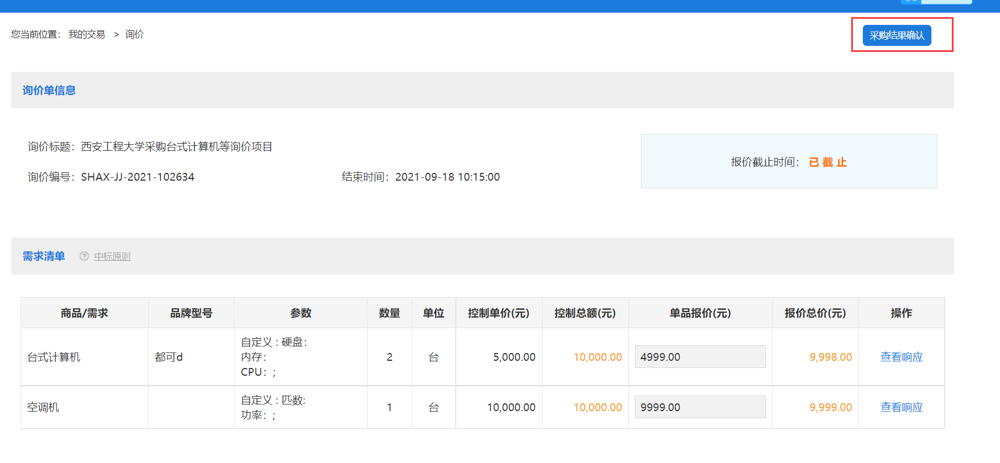 您当前位置： 我的交易 > 询价
采购结果确认
询价单信息
询价标题：西安工程大学采购台式计算机等询价项目
报价截止时间： 已 截 止
询价编号：SHAX-JJ-2021-102634 结束时间：2021-09-18 10:15:00
需求清单 ? 中标原则
商品/需求 品牌型号 参数 数量 单位 控制单价(元) 控制总额(元) 单品报价(元) 报价总价(元) 操作
自定义 : 硬盘：
台式计算机 都可d 内存： 2 台 5,000.00 10,000.00 4999.00 9,998.00 查看响应
CPU：;
自定义 : 匹数:
空调机 1 台 10,000.00 10,000.00 9999.00 9,999.00 查看响应
功率：;